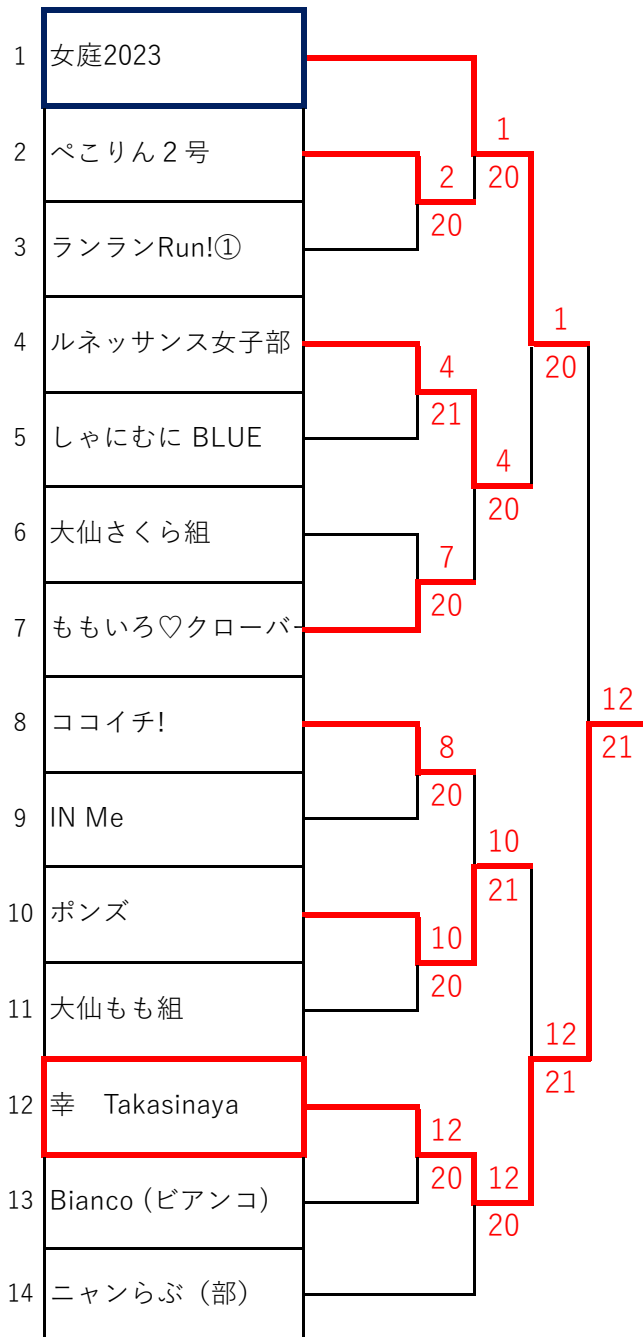 1 女庭2023
2 ぺこりん２号
3 ランランRun!①
4 ルネッサンス女子部
5 しゃにむに BLUE
6 大仙さくら組
7 ももいろ♡クローバー
8 ココイチ!
9 IN Me
10 ポンズ
11 大仙もも組
12 幸　Takasinaya
13 Bianco (ビアンコ)
14 ニャンらぶ（部）
2
20
4
21
7
20
8
20
10
20
12
20
1
20
4
20
10
21
12
20
1
20
12
21
12
21